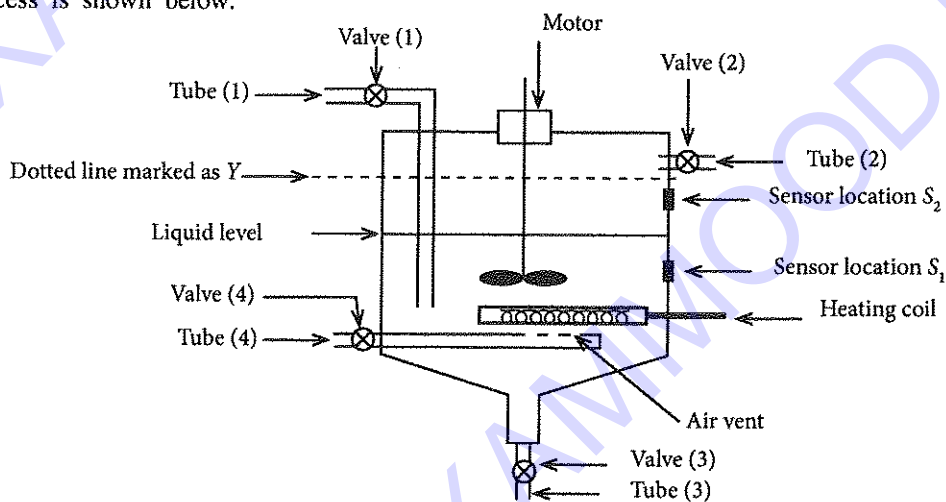 cess is shown below.
Motor
Valve (1)
Valve (2)
Tube (1)
Tube (2)
Dotted line marked as Y
Sensor location S₂
Liquid level
Sensor location S₁
Valve (4)
Heating coil
Tube (4)
Air vent
Valve (3)
Tube (3)